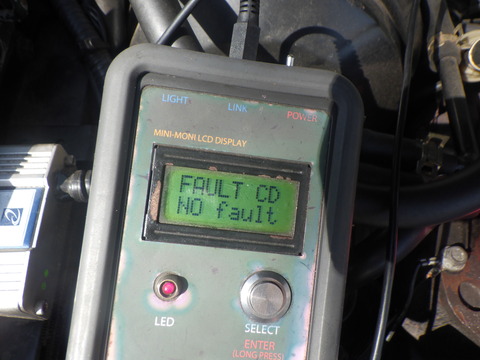 LIGHT LINK POWER
MINI-MONI LCD DISPLAY
FAULT CD
NO fault
LED
SELECT
ENTER
(LONG PRESS)